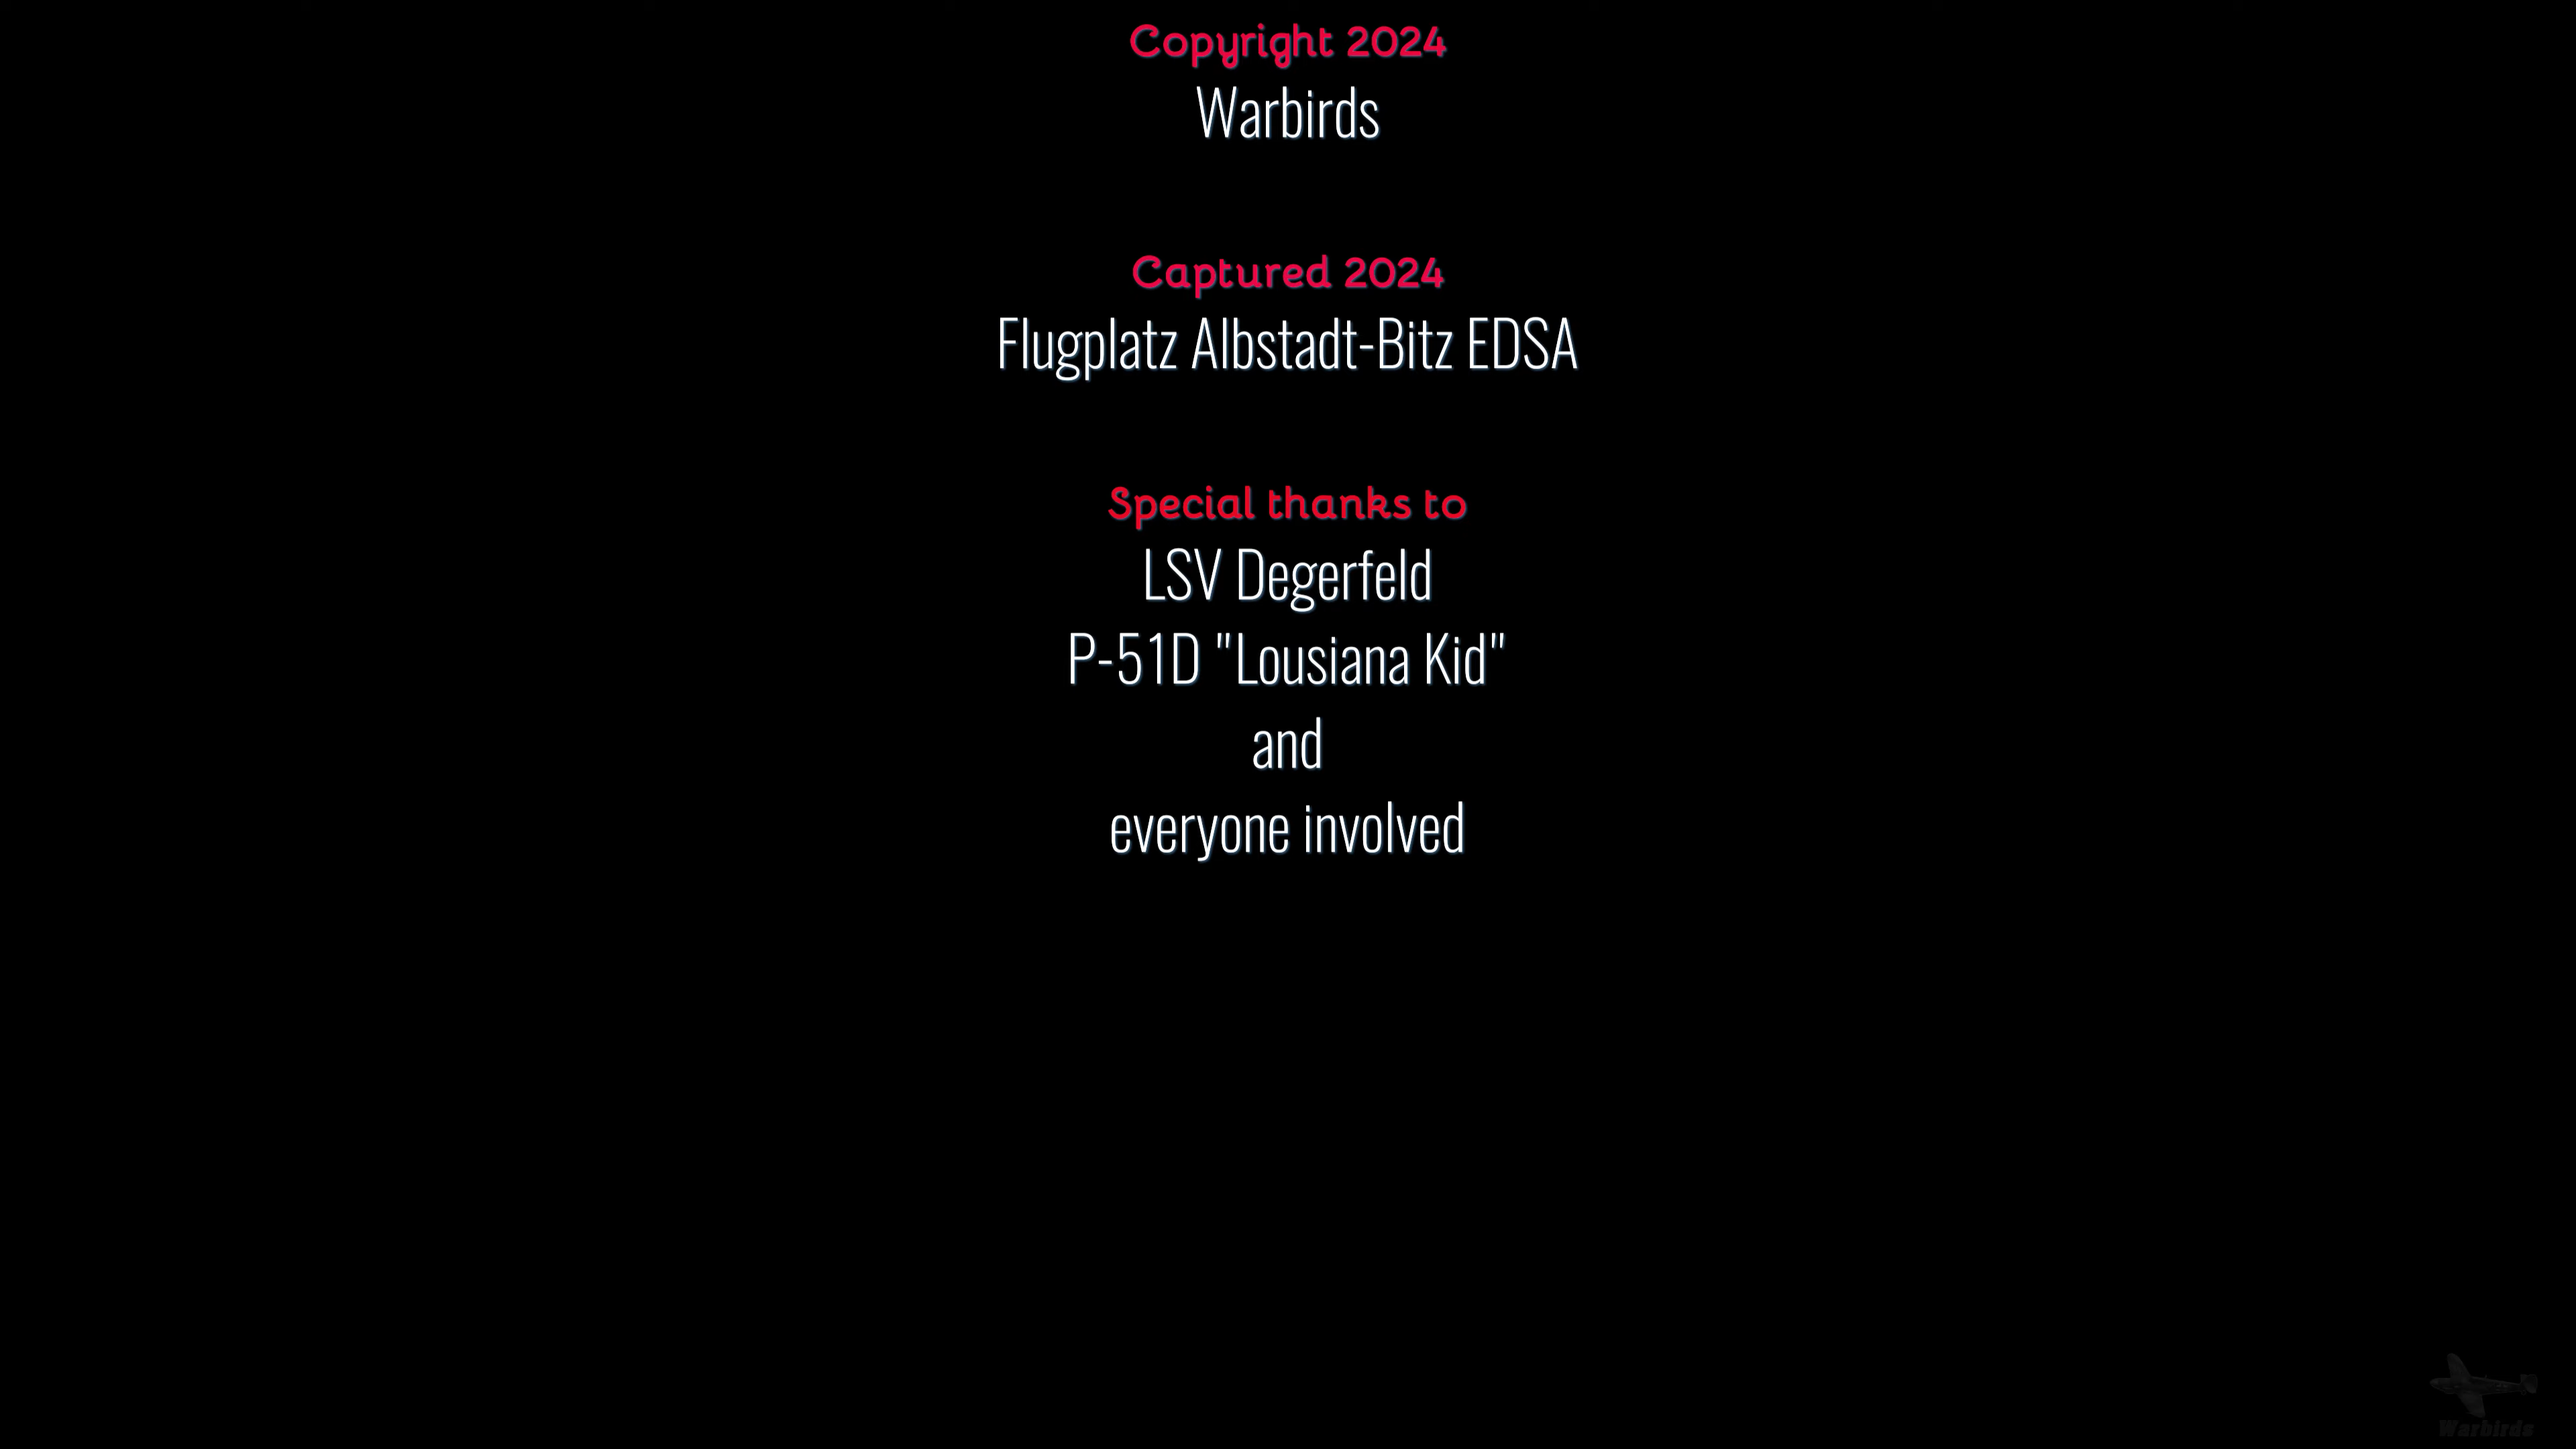 Copyright 2024
Warbirds
Captured 2024
Flugplatz Albstadt-Bitz EDSA
Special thanks to
LSV Degerfeld
P-51D "Lousiana Kid"
and
everyone involved
Warbirds